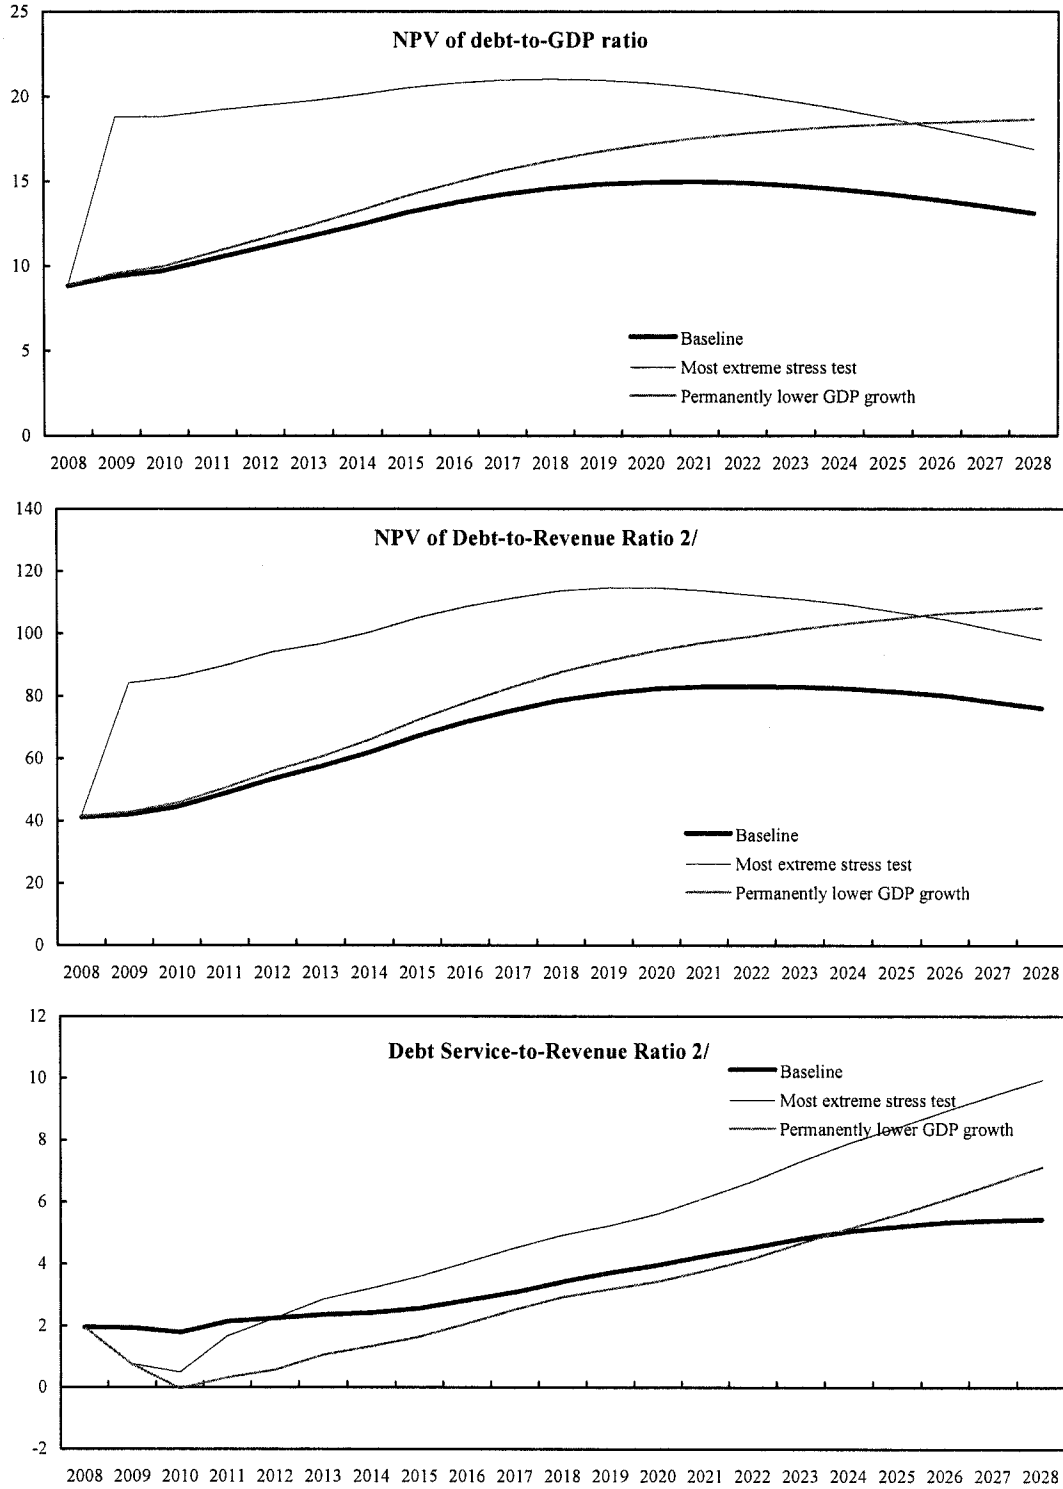 NPV of debt-to-GDP ratio
25
20
15
10
5
0
Baseline
Most extreme stress test
Permanently lower GDP growth
2008 2009 2010 2011 2012 2013 2014 2015 2016 2017 2018 2019 2020 2021 2022 2023 2024 2025 2026 2027 2028
NPV of Debt-to-Revenue Ratio 2/
140
120
100
80
60
40
20
0
Baseline
Most extreme stress test
Permanently lower GDP growth
2008 2009 2010 2011 2012 2013 2014 2015 2016 2017 2018 2019 2020 2021 2022 2023 2024 2025 2026 2027 2028
Debt Service-to-Revenue Ratio 2/
12
10
8
6
4
2
0
-2
Baseline
Most extreme stress test
Permanently lower GDP growth
2008 2009 2010 2011 2012 2013 2014 2015 2016 2017 2018 2019 2020 2021 2022 2023 2024 2025 2026 2027 2028